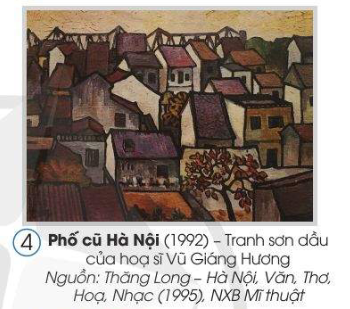 4 Phố cũ Hà Nội (1992) – Tranh sơn dầu
của hoạ sĩ Vũ Giáng Hương
Nguồn: Thăng Long – Hà Nội, Văn, Thơ,
Hoạ, Nhạc (1995), NXB Mĩ thuật